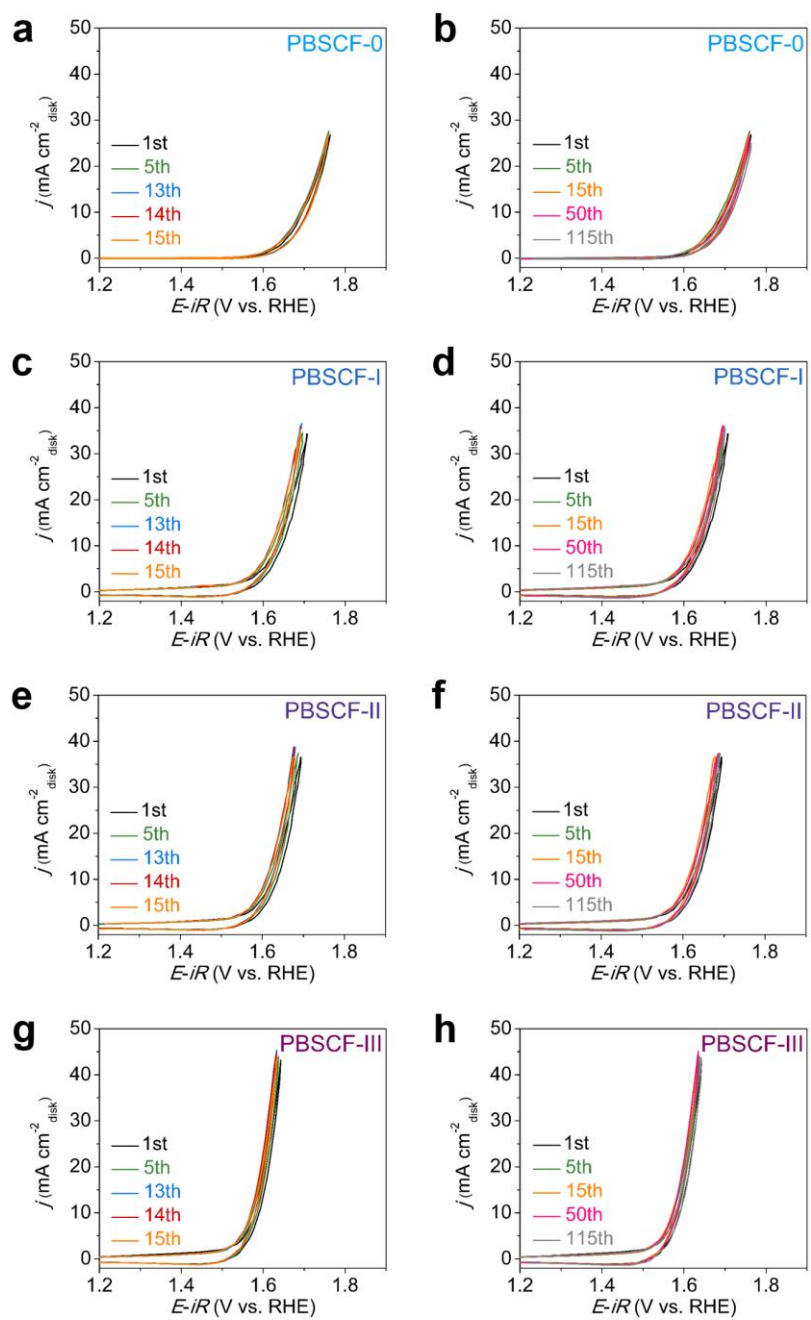 a
PBSCF-0
50
40
30
20
10
0
j (mA cm⁻²disk)
1st
5th
13th
14th
15th
1.2 1.4 1.6 1.8
E-iR (V vs. RHE)
b
PBSCF-0
50
40
30
20
10
0
j (mA cm⁻²disk)
1st
5th
15th
50th
115th
1.2 1.4 1.6 1.8
E-iR (V vs. RHE)
c
PBSCF-I
50
40
30
20
10
0
j (mA cm⁻²disk)
1st
5th
13th
14th
15th
1.2 1.4 1.6 1.8
E-iR (V vs. RHE)
d
PBSCF-I
50
40
30
20
10
0
j (mA cm⁻²disk)
1st
5th
15th
50th
115th
1.2 1.4 1.6 1.8
E-iR (V vs. RHE)
e
PBSCF-II
50
40
30
20
10
0
j (mA cm⁻²disk)
1st
5th
13th
14th
15th
1.2 1.4 1.6 1.8
E-iR (V vs. RHE)
f
PBSCF-II
50
40
30
20
10
0
j (mA cm⁻²disk)
1st
5th
15th
50th
115th
1.2 1.4 1.6 1.8
E-iR (V vs. RHE)
g
PBSCF-III
50
40
30
20
10
0
j (mA cm⁻²disk)
1st
5th
13th
14th
15th
1.2 1.4 1.6 1.8
E-iR (V vs. RHE)
h
PBSCF-III
50
40
30
20
10
0
j (mA cm⁻²disk)
1st
5th
15th
50th
115th
1.2 1.4 1.6 1.8
E-iR (V vs. RHE)